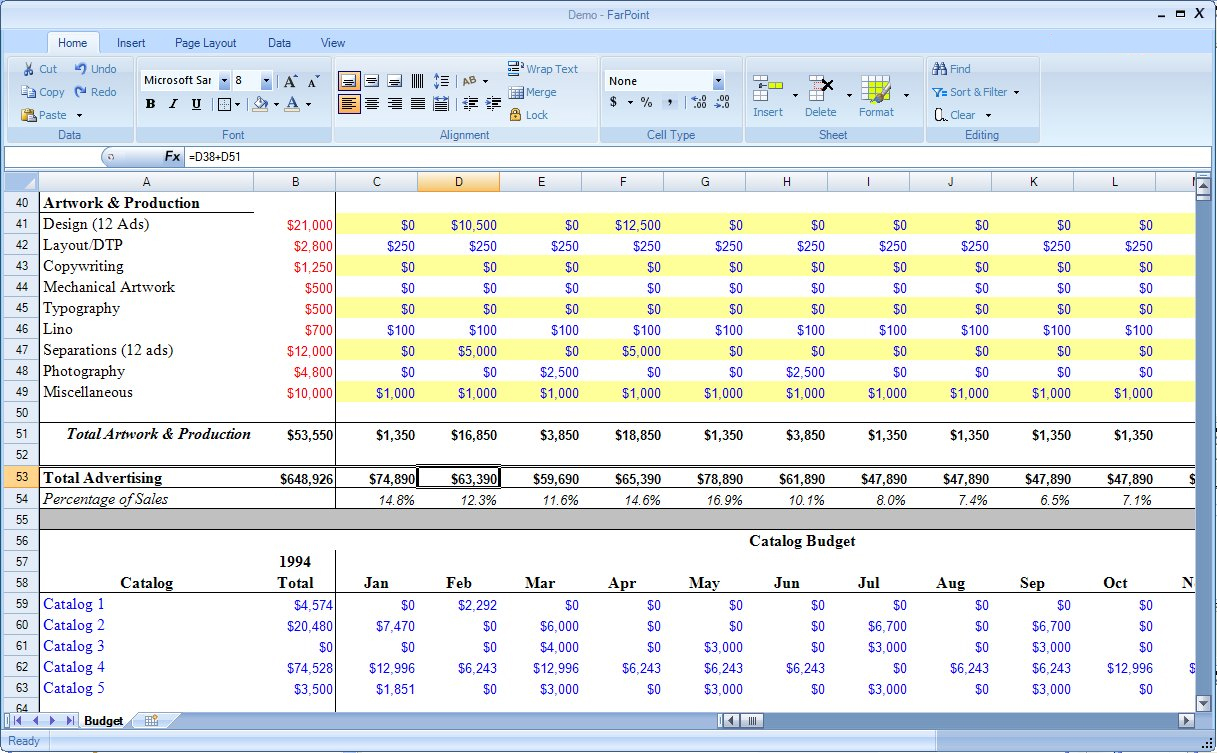 Demo - FarPoint
X
Home Insert Page Layout Data View
Cut Undo Microsoft Sar 8 A A AB Wrap Text None Find
Copy Redo Merge Sort & Filter
Paste B I U A Lock $ % , .00 .00 Insert Delete Format Clear
Data Font Alignment Cell Type Sheet Editing
Fx =D38+D51
A B C D E F G H I J K L
40 Artwork & Production
41 Design (12 Ads) $21,000 $0 $10,500 $0 $12,500 $0 $0 $0 $0 $0 $0
42 Layout/DTP $2,800 $250 $250 $250 $250 $250 $250 $250 $250 $250 $250
43 Copywriting $1,250 $0 $0 $0 $0 $0 $0 $0 $0 $0 $0
44 Mechanical Artwork $500 $0 $0 $0 $0 $0 $0 $0 $0 $0 $0
45 Typography $500 $0 $0 $0 $0 $0 $0 $0 $0 $0 $0
46 Lino $700 $100 $100 $100 $100 $100 $100 $100 $100 $100 $100
47 Separations (12 ads) $12,000 $0 $5,000 $0 $5,000 $0 $0 $0 $0 $0 $0
48 Photography $4,800 $0 $0 $2,500 $0 $0 $2,500 $0 $0 $0 $0
49 Miscellaneous $10,000 $1,000 $1,000 $1,000 $1,000 $1,000 $1,000 $1,000 $1,000 $1,000 $1,000
50
51 Total Artwork & Production $53,550 $1,350 $16,850 $3,850 $18,850 $1,350 $3,850 $1,350 $1,350 $1,350 $1,350
52
53 Total Advertising $648,926 $74,890 $63,390 $59,690 $65,390 $78,890 $61,890 $47,890 $47,890 $47,890 $47,890 $
54 Percentage of Sales 14.8% 12.3% 11.6% 14.6% 16.9% 10.1% 8.0% 7.4% 6.5% 7.1%
55
56 Catalog Budget
57 1994
58 Catalog Total Jan Feb Mar Apr May Jun Jul Aug Sep Oct N
59 Catalog 1 $4,574 $0 $2,292 $0 $0 $0 $0 $0 $0 $0 $0
60 Catalog 2 $20,480 $7,470 $0 $6,000 $0 $0 $0 $6,700 $0 $6,700 $0
61 Catalog 3 $0 $0 $0 $4,000 $0 $3,000 $0 $3,000 $0 $3,000 $0
62 Catalog 4 $74,528 $12,996 $6,243 $12,996 $6,243 $6,243 $6,243 $0 $6,243 $6,243 $12,996 $
63 Catalog 5 $3,500 $1,851 $0 $3,000 $0 $3,000 $0 $3,000 $0 $3,000 $0
64
Budget
Ready